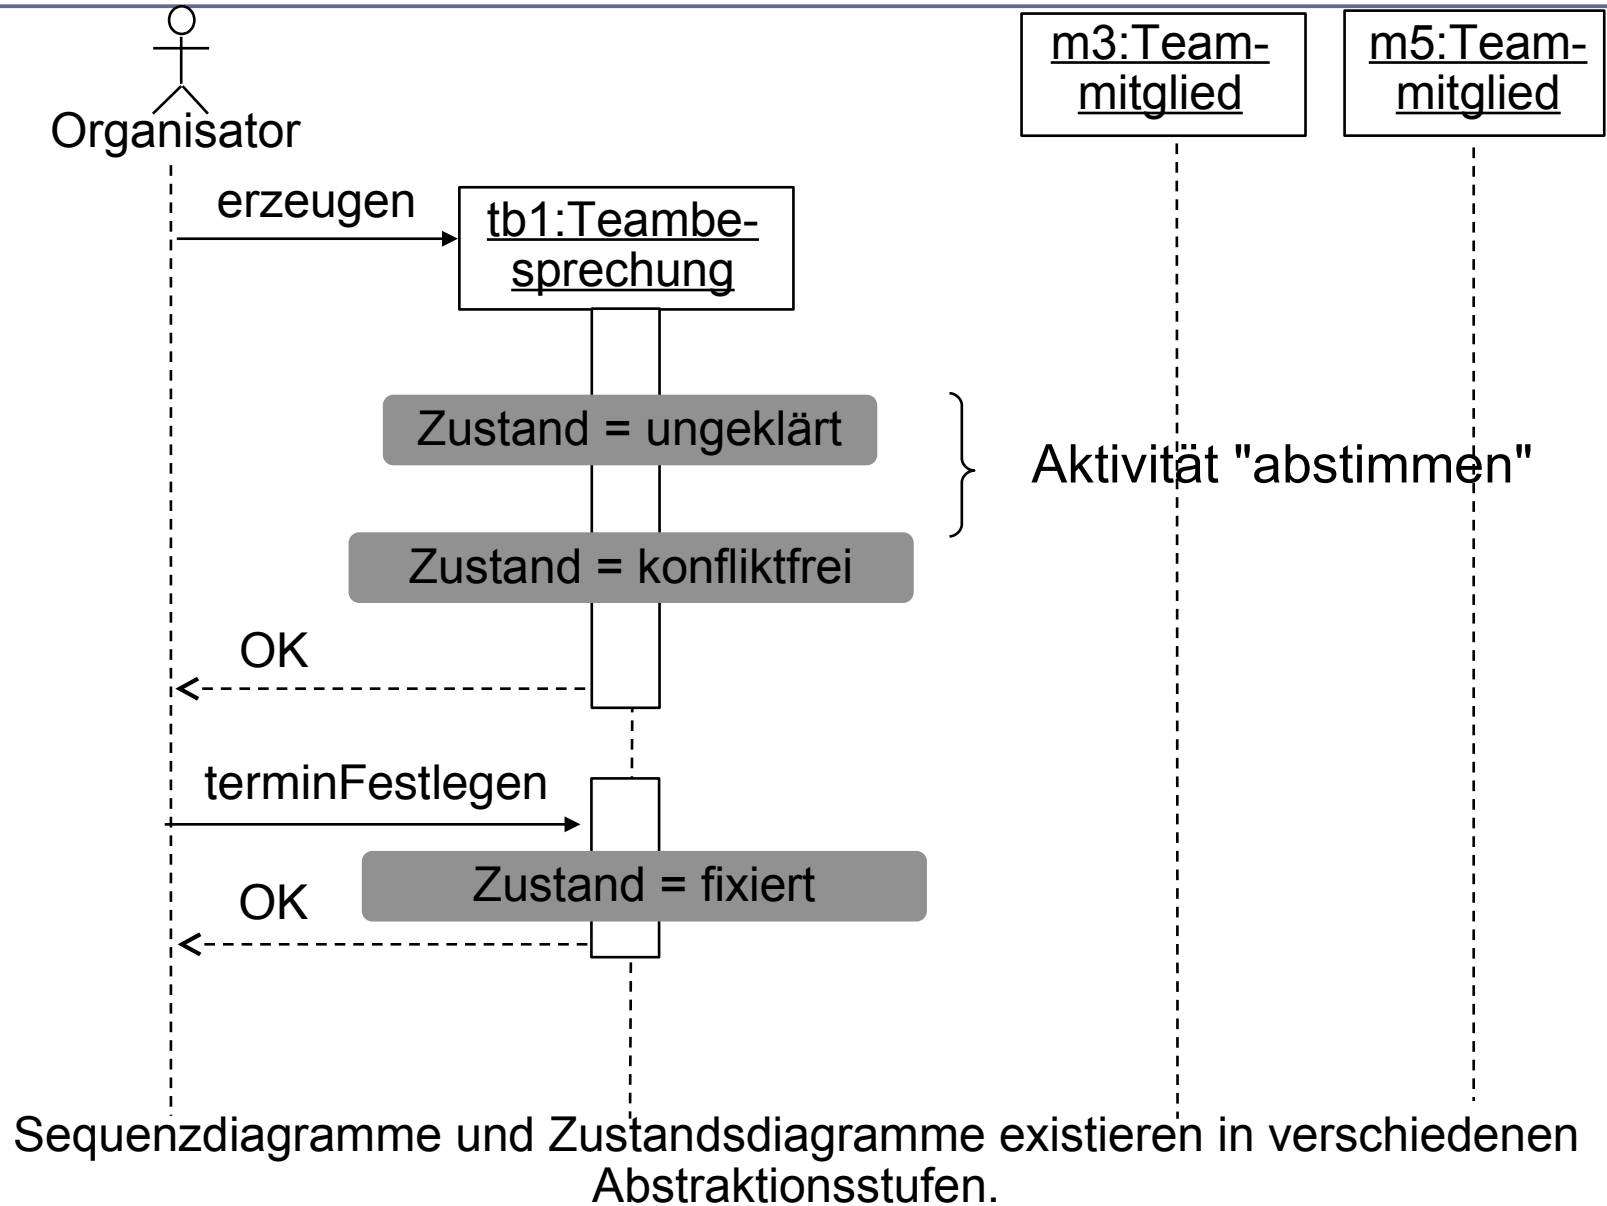 m3:Team-
mitglied
m5:Team-
mitglied
Organisator
erzeugen
tb1:Teambe-
sprechung
Zustand = ungeklärt
Aktivität "abstimmen"
Zustand = konfliktfrei
OK
terminFestlegen
Zustand = fixiert
OK
Sequenzdiagramme und Zustandsdiagramme existieren in verschiedenen
Abstraktionsstufen.